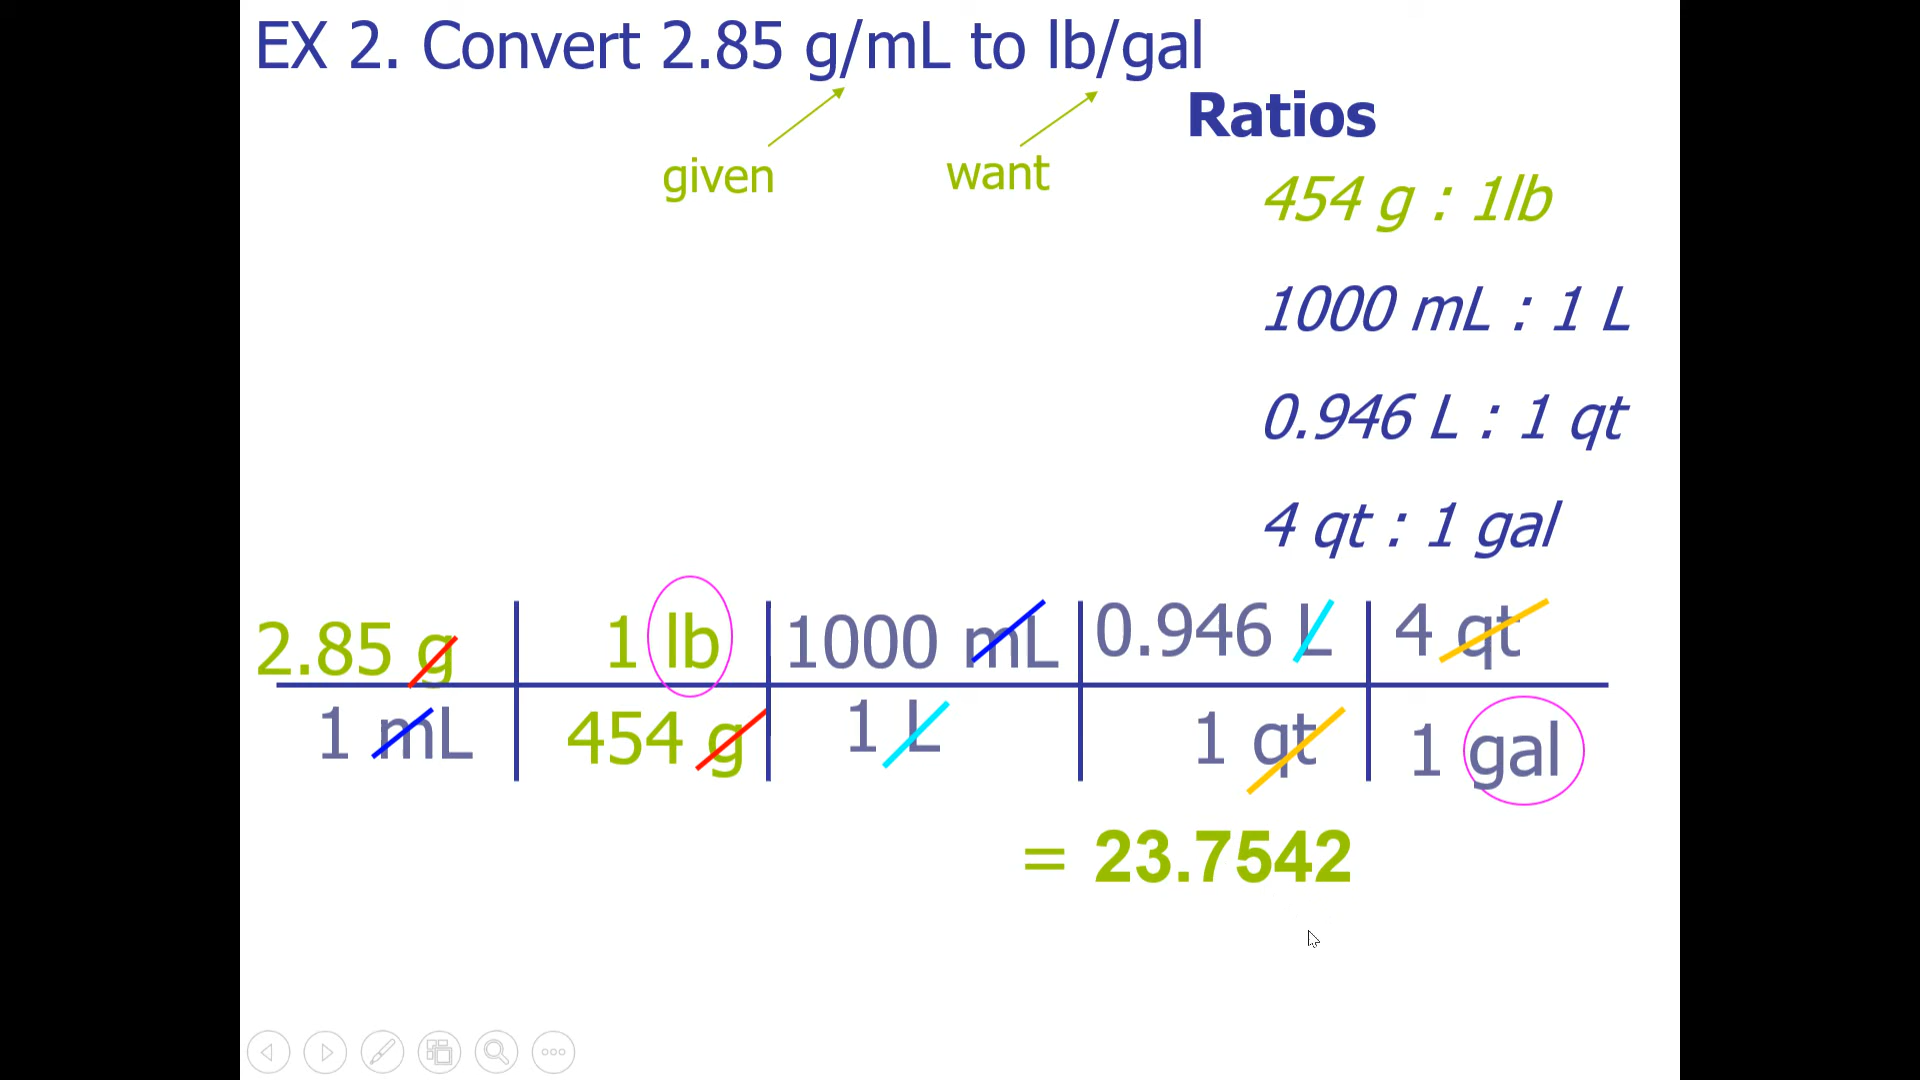 EX 2. Convert 2.85 g/mL to lb/gal
Ratios
given
want
454 g : 1lb
1000 mL : 1 L
0.946 L : 1 qt
4 qt : 1 gal
2.85 g 1 lb 1000 mL 0.946 L 4 qt
1 mL 454 g 1 L 1 qt 1 gal
= 23.7542